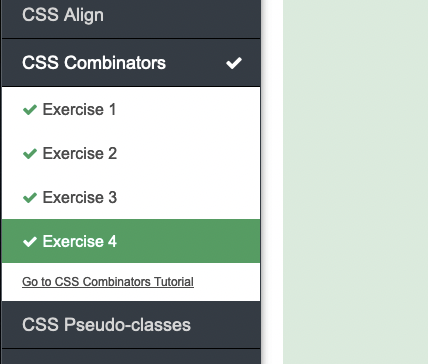 CSS Align
CSS Combinators
Exercise 1
Exercise 2
Exercise 3
Exercise 4
Go to CSS Combinators Tutorial
CSS Pseudo-classes